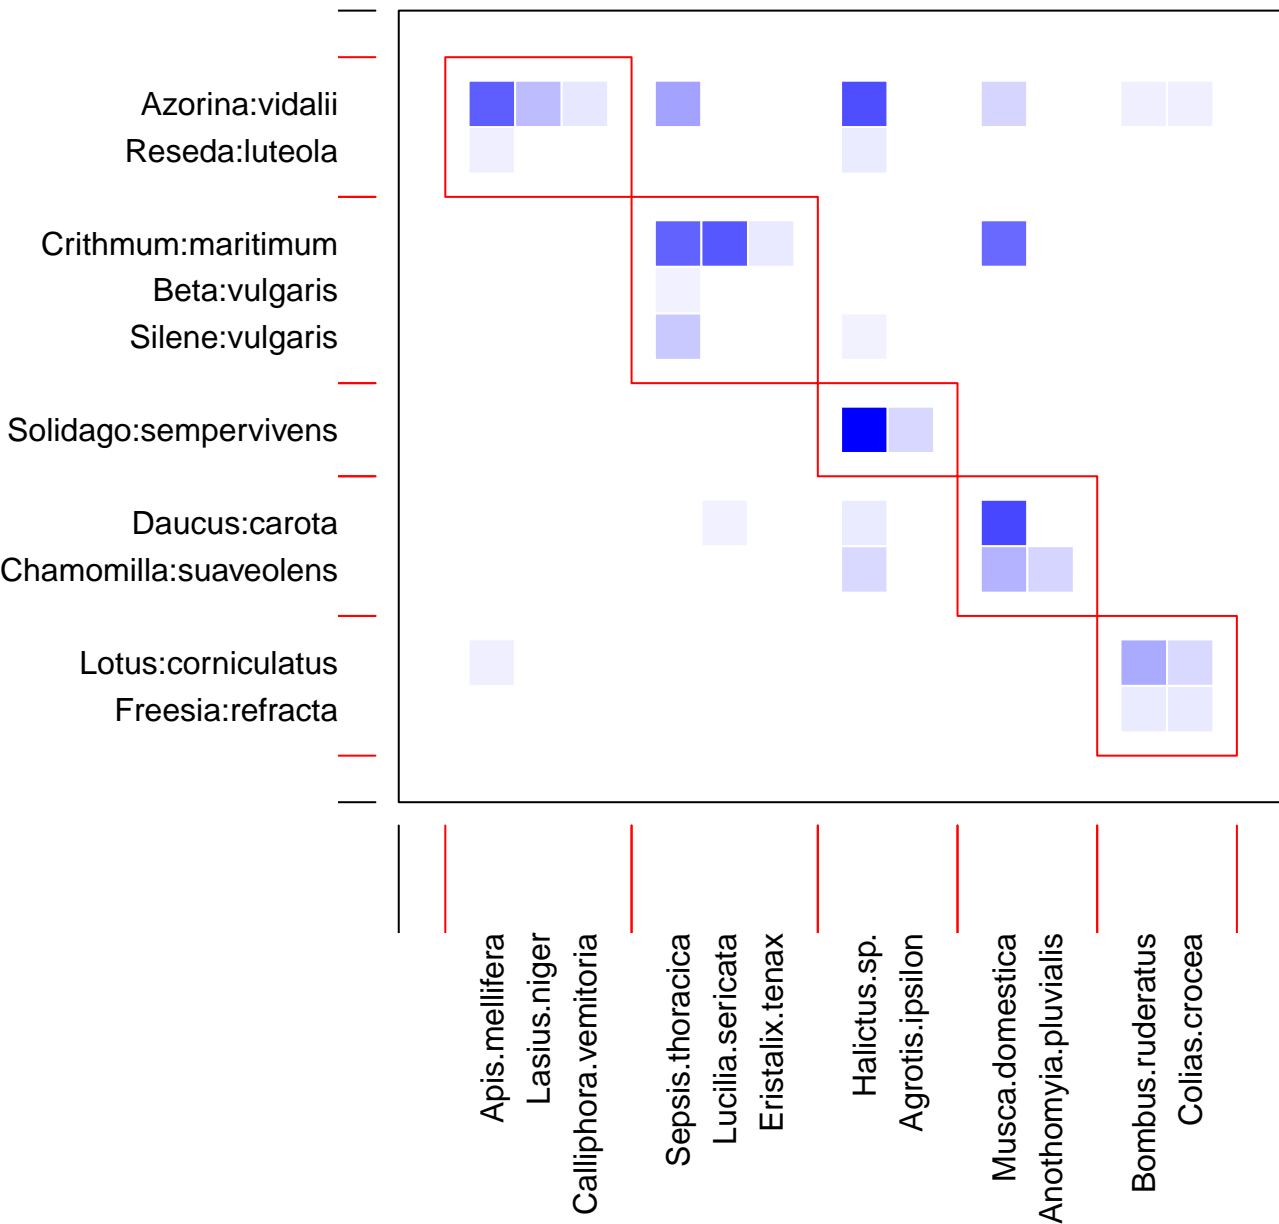 Azorina:vidalii
Reseda:luteola
Crithmum:maritimum
Beta:vulgaris
Silene:vulgaris
Solidago:sempervivens
Daucus:carota
Chamomilla:suaveolens
Lotus:corniculatus
Freesia:refracta
Apis.mellifera
Lasius.niger
Calliphora.vemitoria
Sepsis.thoracica
Lucilia.sericata
Eristalix.tenax
Halictus.sp.
Agrotis.ipsilon
Musca.domestica
Anothomyia.pluvialis
Bombus.ruderatus
Colias.crocea